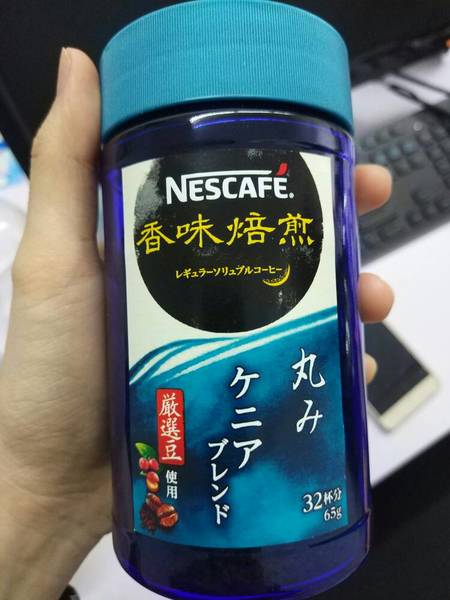 NESCAFÉ®
香味焙煎
レギュラーソリュブルコーヒー
丸み
ケニア
ブレンド
厳選豆
使用
32杯分
65g